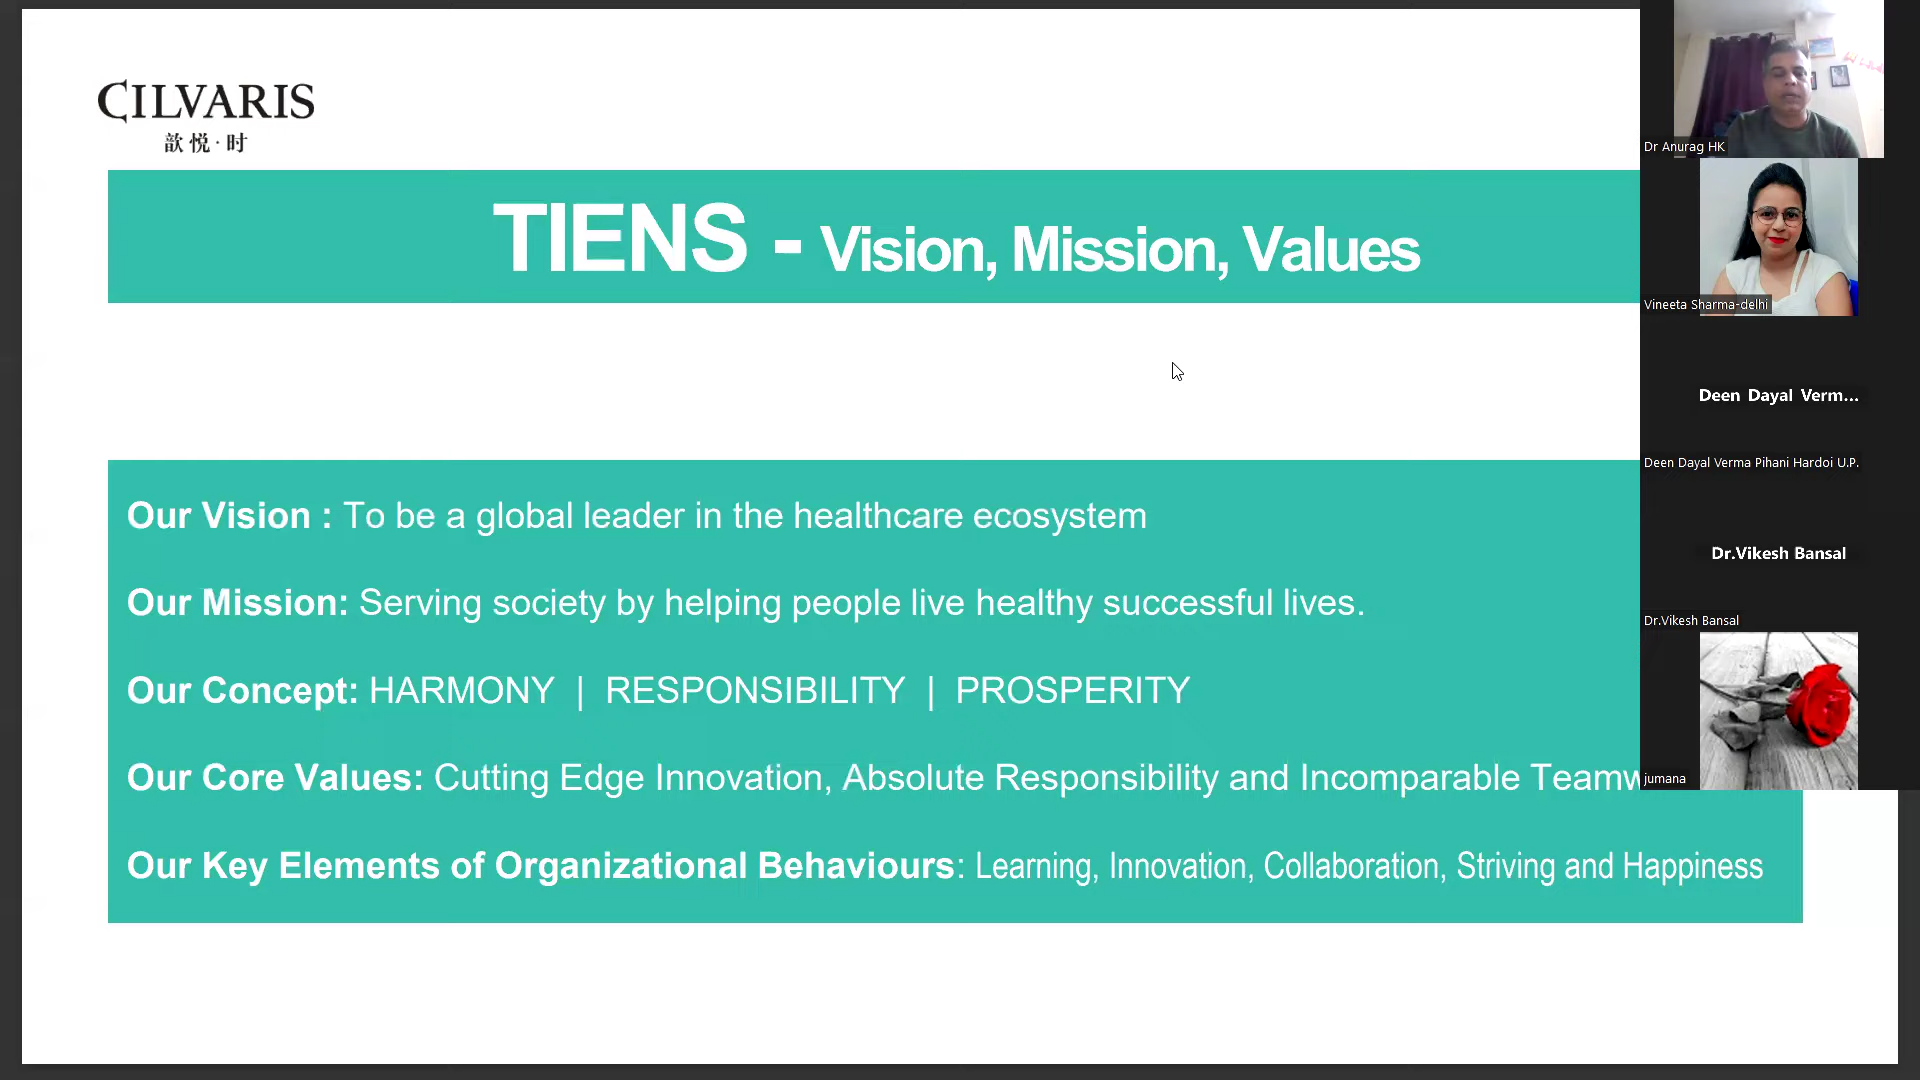 CILVARIS
歆悦·时
TIENS - Vision, Mission, Values
Our Vision : To be a global leader in the healthcare ecosystem
Our Mission: Serving society by helping people live healthy successful lives.
Our Concept: HARMONY | RESPONSIBILITY | PROSPERITY
Our Core Values: Cutting Edge Innovation, Absolute Responsibility and Incomparable
Our Key Elements of Organizational Behaviours: Learning, Innovation, Collaboration, Striving and Happiness
Dr Anurag HK
Vineeta Sharma-delhi
Deen Dayal Verm...
Deen Dayal Verma Pihani Hardoi U.P.
Dr.Vikesh Bansal
Dr.Vikesh Bansal
jumana